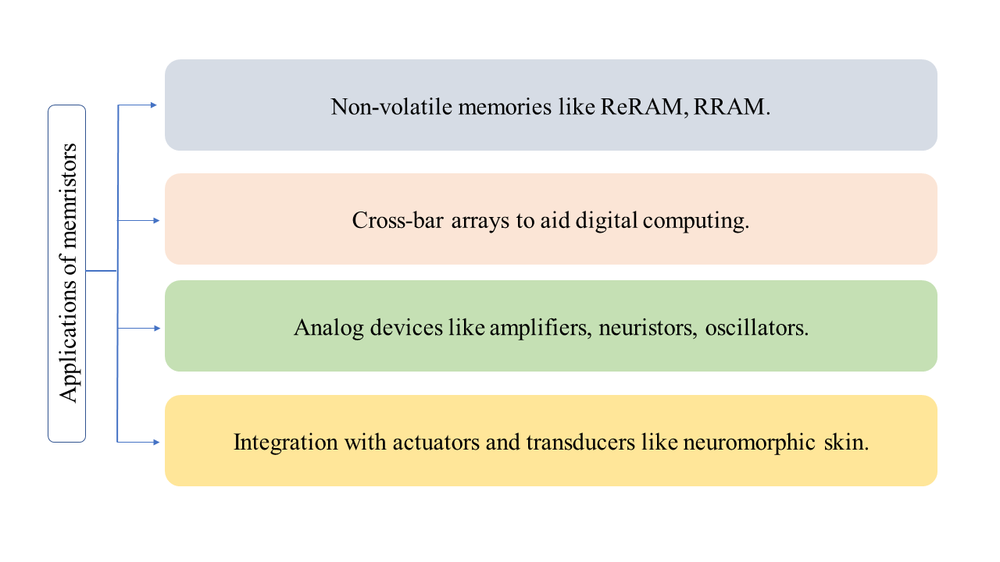 Applications of memristors
Non-volatile memories like ReRAM, RRAM.
Cross-bar arrays to aid digital computing.
Analog devices like amplifiers, neuristors, oscillators.
Integration with actuators and transducers like neuromorphic skin.